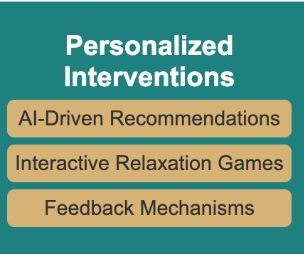 Personalized
Interventions
AI-Driven Recommendations
Interactive Relaxation Games
Feedback Mechanisms